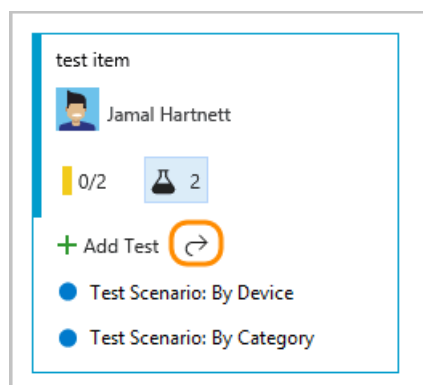 test item
Jamal Hartnett
0/2 2
+ Add Test
Test Scenario: By Device
Test Scenario: By Category